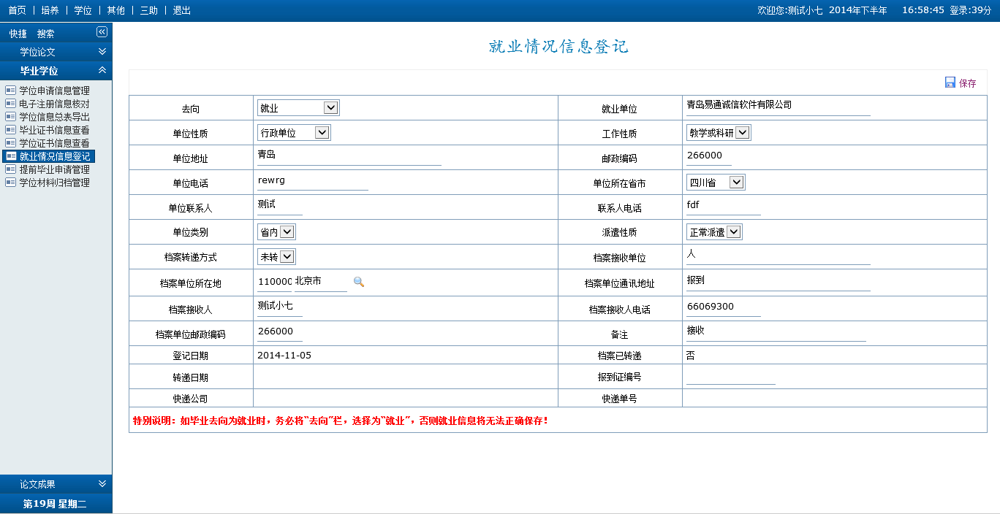 首页 | 培养 | 学位 | 其他 | 三助 | 退出 欢迎您:测试小七 2014年下半年 16:58:45 登录:39分
快捷 搜索
学位论文
毕业学位
学位申请信息管理
电子注册信息核对
学位信息总表导出
毕业证书信息查看
学位证书信息查看
就业情况信息登记
提前毕业申请管理
学位材料归档管理
论文成果
第19周 星期二
就业情况信息登记
保存
去向 就业 就业单位 青岛易通诚信软件有限公司
单位性质 行政单位 工作性质 教学或科研
单位地址 青岛 邮政编码 266000
单位电话 rewrg 单位所在省市 四川省
单位联系人 测试 联系人电话 fdf
单位类别 省内 派遣性质 正常派遣
档案转递方式 未转 档案接收单位 人
档案单位所在地 110000 北京市 档案单位通讯地址 报到
档案接收人 测试小七 档案接收人电话 66069300
档案单位邮政编码 266000 备注 接收
登记日期 2014-11-05 档案已转递 否
转递日期 报到证编号
快递公司 快递单号
特别说明：如毕业去向为就业时，务必将“去向”栏，选择为“就业”，否则就业信息将无法正确保存！